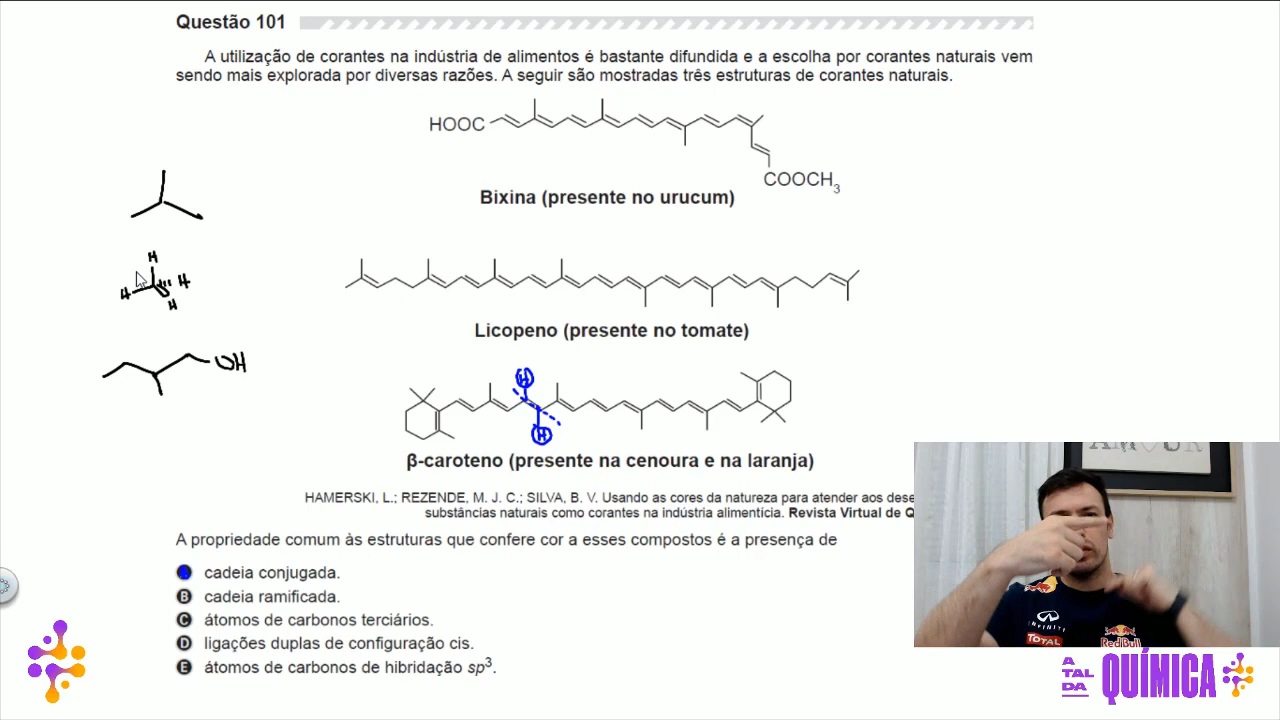 Questão 101
A utilização de corantes na indústria de alimentos é bastante difundida e a escolha por corantes naturais vem
sendo mais explorada por diversas razões. A seguir são mostradas três estruturas de corantes naturais.
HOOC
COOCH3
Bixina (presente no urucum)
H
H H
H
Licopeno (presente no tomate)
OH
H
H
β-caroteno (presente na cenoura e na laranja)
HAMERSKI, L.; REZENDE, M. J. C.; SILVA, B. V. Usando as cores da natureza para atender aos dese
substâncias naturais como corantes na indústria alimentícia. Revista Virtual de Q
A propriedade comum às estruturas que confere cor a esses compostos é a presença de
cadeia conjugada.
B cadeia ramificada.
C átomos de carbonos terciários.
D ligações duplas de configuração cis.
E átomos de carbonos de hibridação sp3.
AMOUR
INFINITI
TOTAL
Red Bull
A TAL DA QUÍMICA